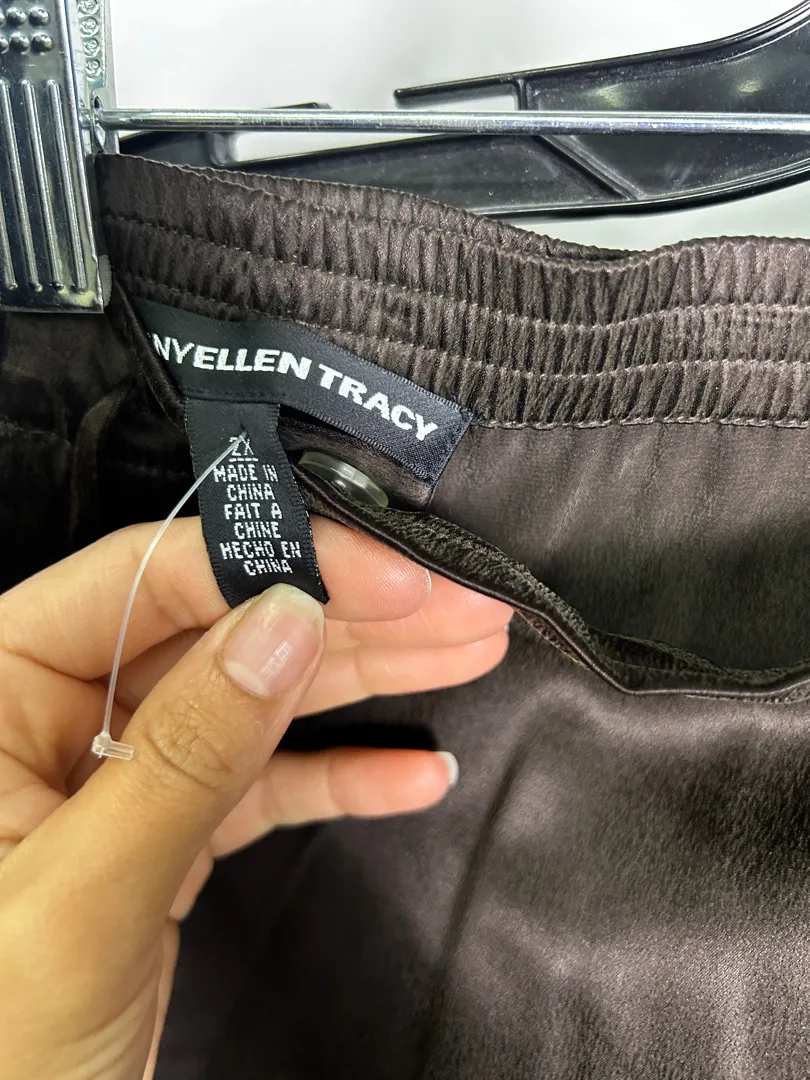 NYELLEN TRACY
2X
MADE IN
CHINA
FAIT A
CHINE
HECHO EN
CHINA